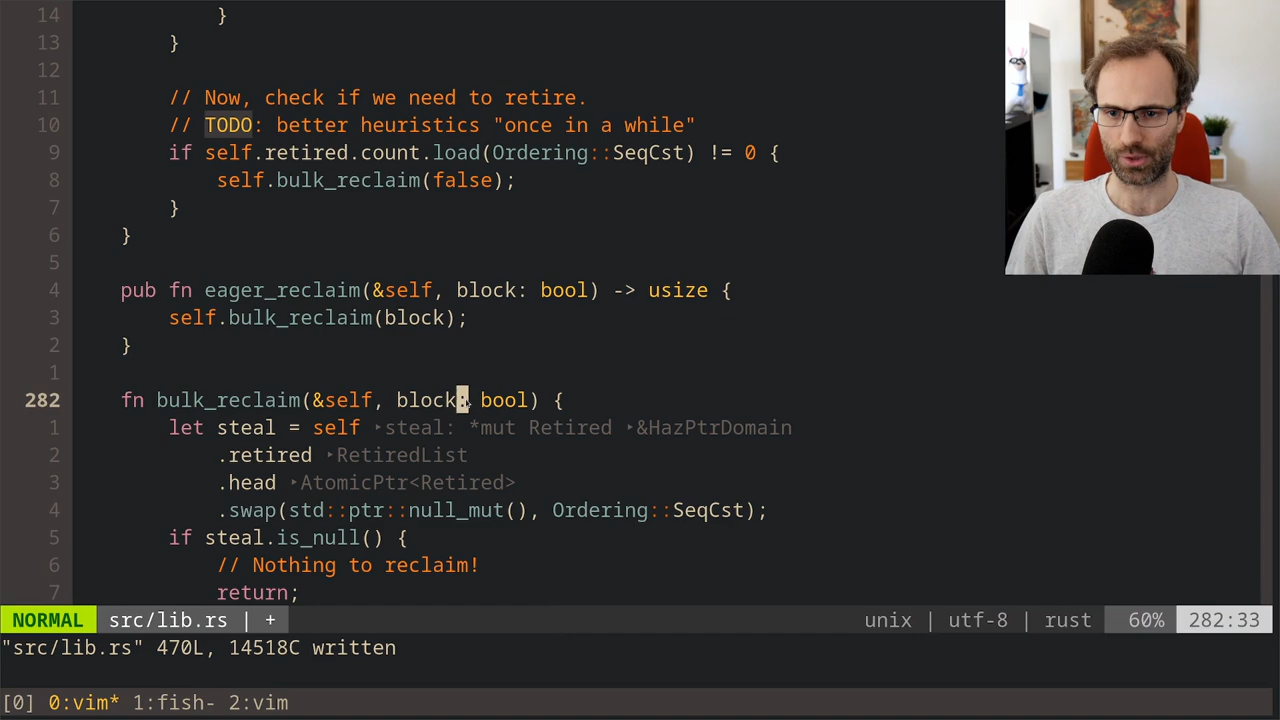 14             }
13         }
12
11         // Now, check if we need to retire.
10         // TODO: better heuristics "once in a while"
9         if self.retired.count.load(Ordering::SeqCst) != 0 {
8             self.bulk_reclaim(false);
7         }
6     }
5
4     pub fn eager_reclaim(&self, block: bool) -> usize {
3         self.bulk_reclaim(block);
2     }
1
282     fn bulk_reclaim(&self, block: bool) {
1         let steal = self ‣steal: *mut Retired ‣&HazPtrDomain
2             .retired ‣RetiredList
3             .head ‣AtomicPtr<Retired>
4             .swap(std::ptr::null_mut(), Ordering::SeqCst);
5         if steal.is_null() {
6             // Nothing to reclaim!
7             return;
NORMAL src/lib.rs | + unix | utf-8 | rust 60% 282:33
"src/lib.rs" 470L, 14518C written
[0] 0:vim* 1:fish- 2:vim